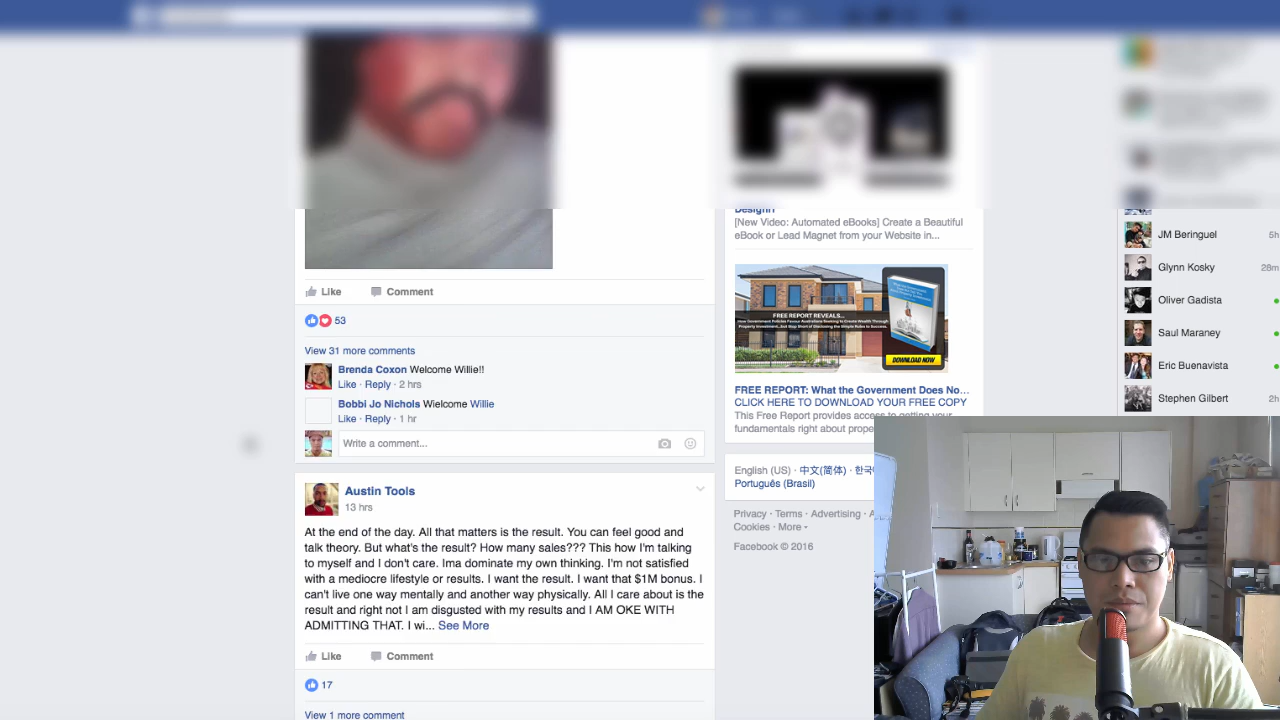 [New Video: Automated eBooks] Create a Beautiful
eBook or Lead Magnet from your Website in...
Like
Comment
53
View 31 more comments
Brenda Coxon Welcome Willie!!
Like · Reply · 2 hrs
Bobbi Jo Nichols Wielcome Willie
Like · Reply · 1 hr
Write a comment...
Austin Tools
13 hrs
At the end of the day. All that matters is the result. You can feel good and
talk theory. But what's the result? How many sales??? This how I'm talking
to myself and I don't care. Ima dominate my own thinking. I'm not satisfied
with a mediocre lifestyle or results. I want the result. I want that $1M bonus. I
can't live one way mentally and another way physically. All I care about is the
result and right not I am disgusted with my results and I AM OKE WITH
ADMITTING THAT. I wi... See More
Like
Comment
17
View 1 more comment
FREE REPORT REVEALS...
DOWNLOAD NOW
FREE REPORT: What the Government Does No...
CLICK HERE TO DOWNLOAD YOUR FREE COPY
This Free Report provides access to getting your
fundamentals right about prope
English (US) · 中文(简体) · 한국
Português (Brasil)
Privacy · Terms · Advertising · A
Cookies · More
Facebook © 2016
JM Beringuel
5h
Glynn Kosky
28m
Oliver Gadista
Saul Maraney
Eric Buenavista
Stephen Gilbert
2h